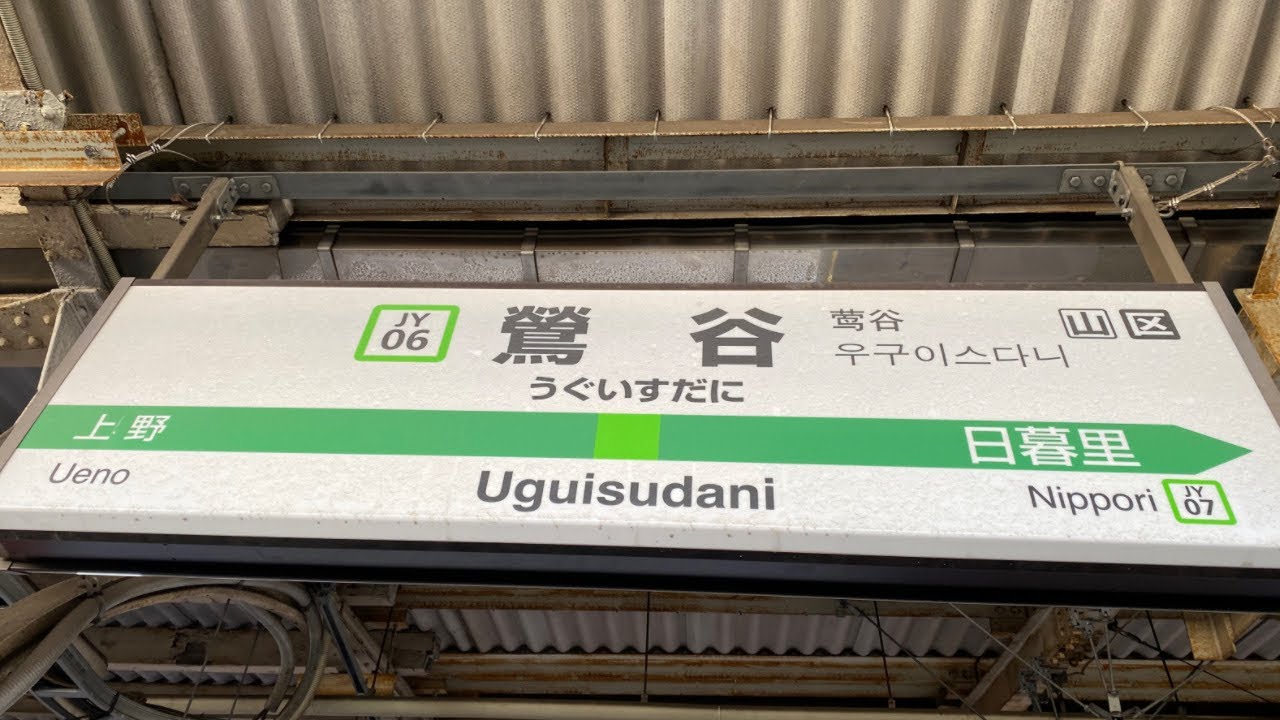 JY 06
鶯谷
莺谷
우구이스다니
山 区
うぐいすだに
上野
日暮里
Ueno
Uguisudani
Nippori
JY 07